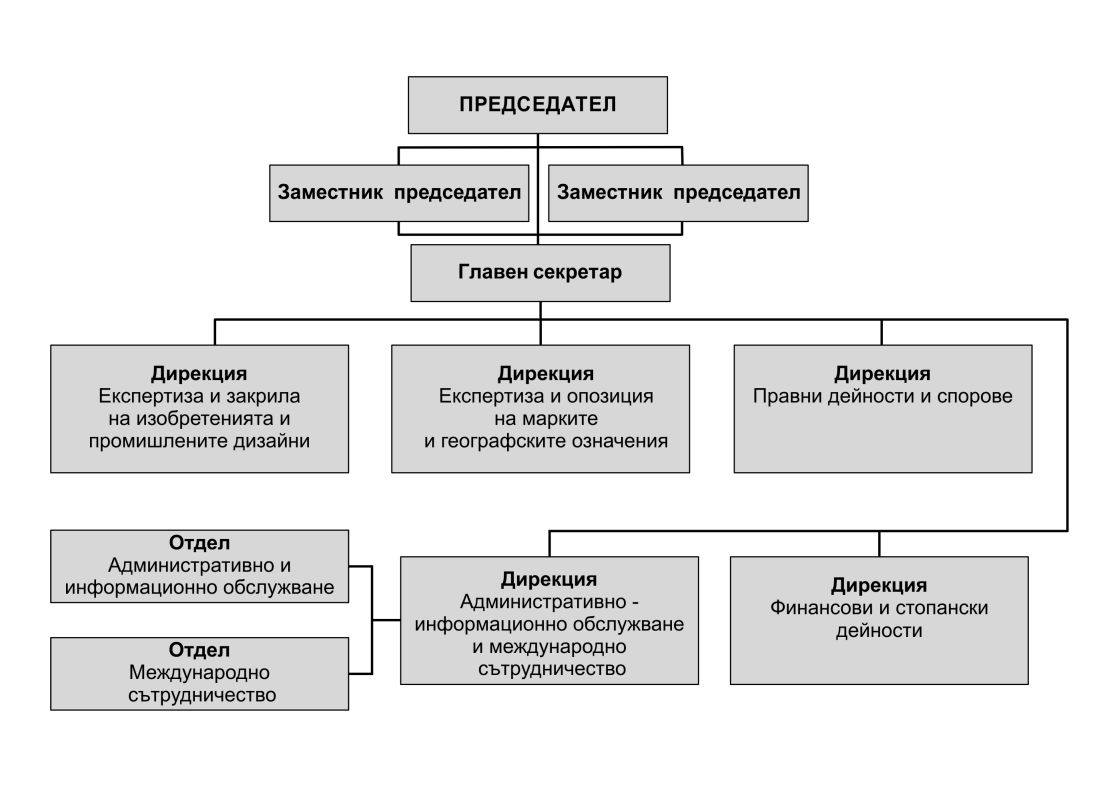 ПРЕДСЕДАТЕЛ
Заместник председател
Заместник председател
Главен секретар
Дирекция
Експертиза и закрила
на изобретенията и
промишлените дизайни
Дирекция
Експертиза и опозиция
на марките
и географските означения
Дирекция
Правни дейности и спорове
Отдел
Административно и
информационно обслужване
Отдел
Международно
сътрудничество
Дирекция
Административно -
информационно обслужване
и международно
сътрудничество
Дирекция
Финансови и стопански
дейности